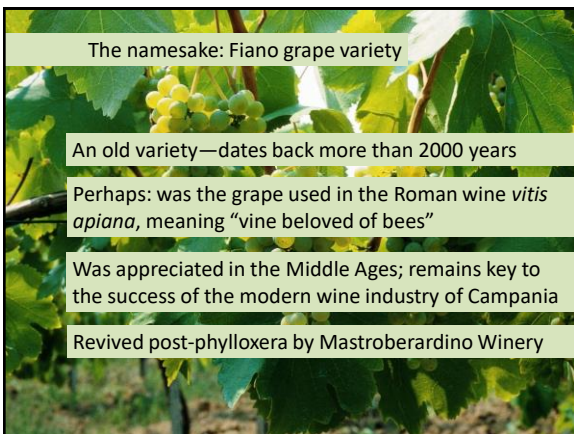 The namesake: Fiano grape variety
An old variety—dates back more than 2000 years
Perhaps: was the grape used in the Roman wine vitis
apiana, meaning “vine beloved of bees”
Was appreciated in the Middle Ages; remains key to
the success of the modern wine industry of Campania
Revived post-phylloxera by Mastroberardino Winery